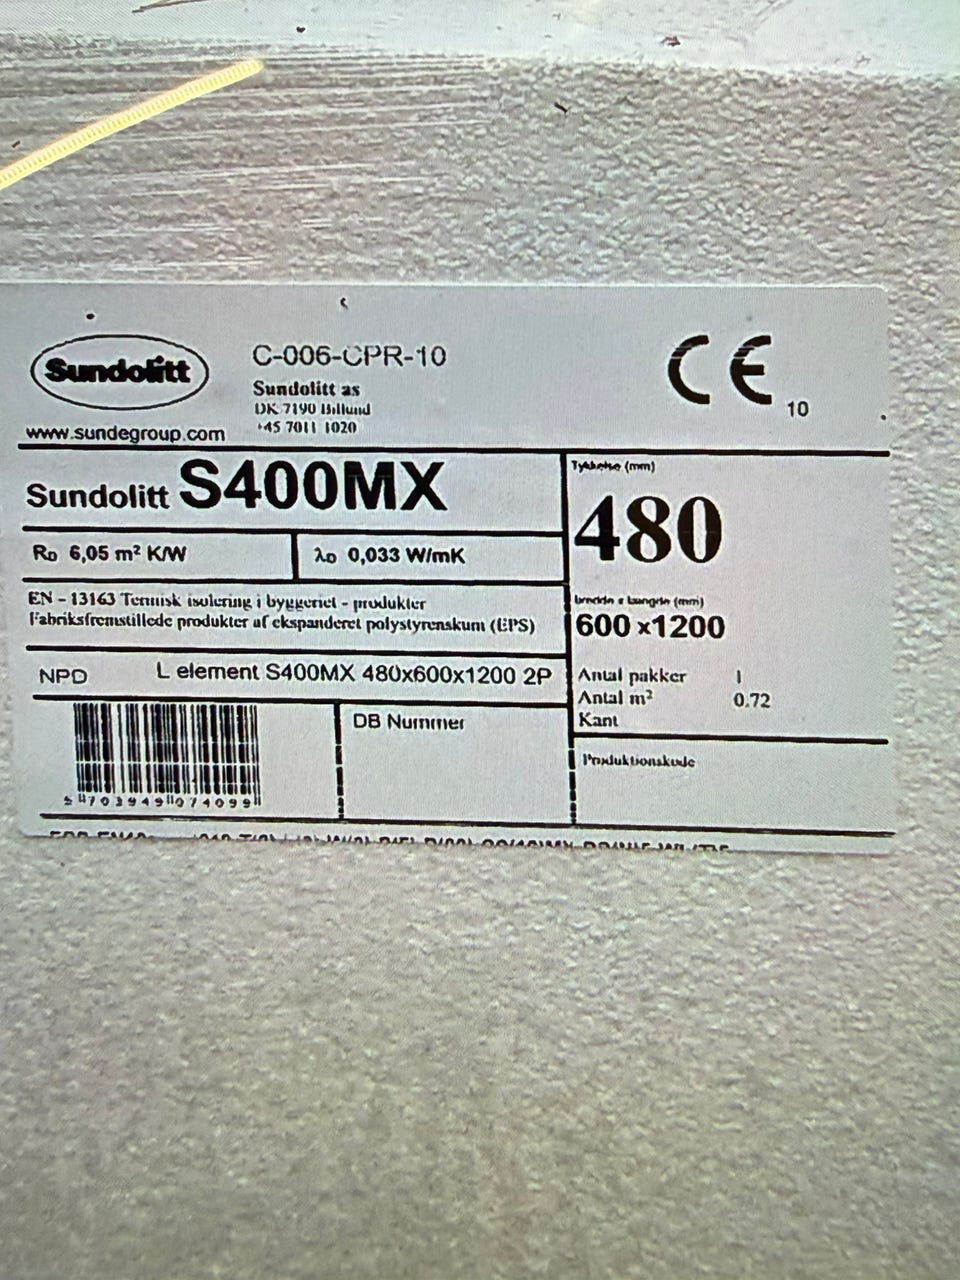 Sundolitt
www.sundegroup.com
C-006-CPR-10
Sundolitt as
DK 7190 Billund
+45 7011 1020
CE
10
Sundolitt S400MX
RD 6,05 m² K/W
λD 0,033 W/mK
EN - 13163 Termisk isolering i byggeriet - produkter
Fabriksfremstillede produkter af ekspanderet polystyrenskum (EPS)
NPD L element S400MX 480x600x1200 2P
5 703949 074099
DB Nummer
Tykkelse (mm)
480
bredde x længde (mm)
600 x1200
Antal pakker 1
Antal m² 0.72
Kant
Produktionskode